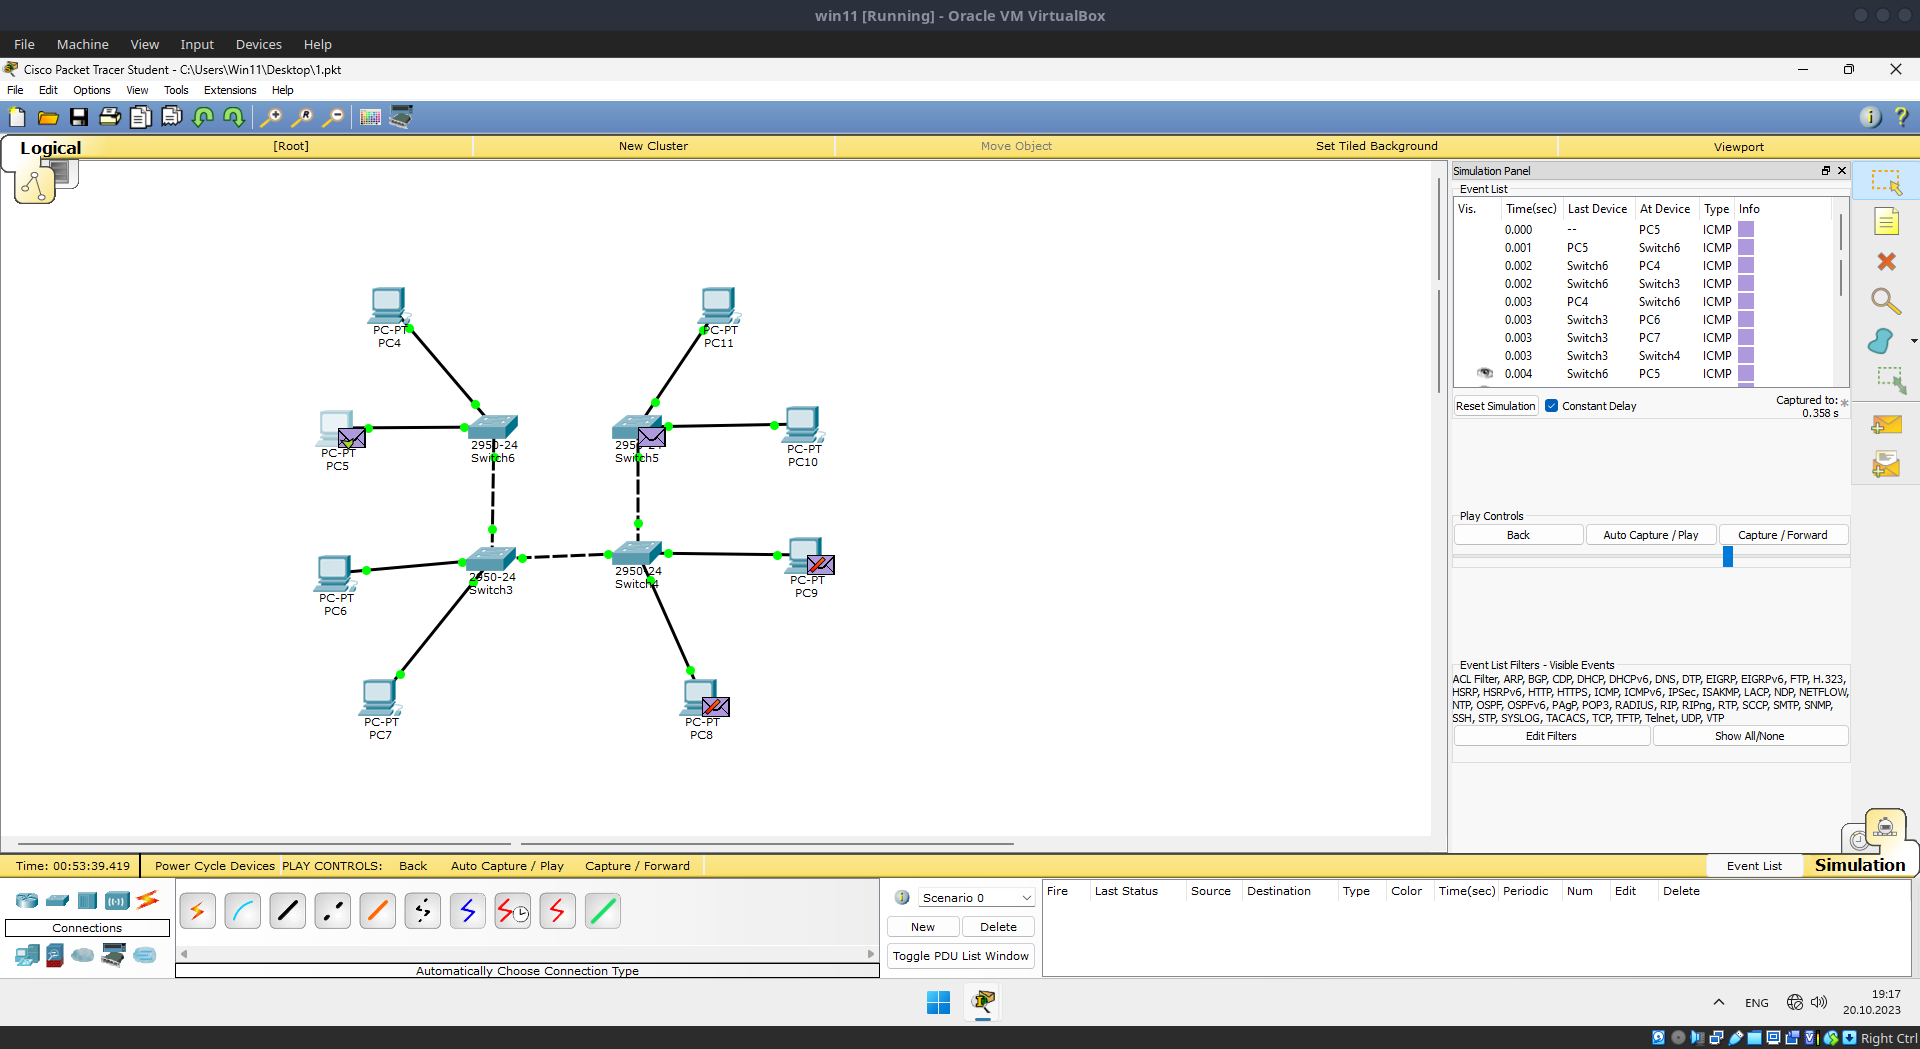 win11 [Running] - Oracle VM VirtualBox
File Machine View Input Devices Help
Cisco Packet Tracer Student - C:\Users\Win11\Desktop\1.pkt
File Edit Options View Tools Extensions Help
Logical [Root] New Cluster Move Object Set Tiled Background Viewport
PC-PT
PC4
PC-PT
PC11
PC-PT
PC5
2950-24
Switch6
2950-24
Switch5
PC-PT
PC10
PC-PT
PC6
2950-24
Switch3
2950-24
Switch4
PC-PT
PC9
PC-PT
PC7
PC-PT
PC8
Simulation Panel
Event List
Vis. Time(sec) Last Device At Device Type Info
0.000 -- PC5 ICMP
0.001 PC5 Switch6 ICMP
0.002 Switch6 PC4 ICMP
0.002 Switch6 Switch3 ICMP
0.003 PC4 Switch6 ICMP
0.003 Switch3 PC6 ICMP
0.003 Switch3 PC7 ICMP
0.003 Switch3 Switch4 ICMP
0.004 Switch6 PC5 ICMP
Reset Simulation Constant Delay Captured to: *
0.358 s
Play Controls
Back Auto Capture / Play Capture / Forward
Event List Filters - Visible Events
ACL Filter, ARP, BGP, CDP, DHCP, DHCPv6, DNS, DTP, EIGRP, EIGRPv6, FTP, H.323,
HSRP, HSRPv6, HTTP, HTTPS, ICMP, ICMPv6, IPSec, ISAKMP, LACP, NDP, NETFLOW,
NTP, OSPF, OSPFv6, PAgP, POP3, RADIUS, RIP, RIPng, RTP, SCCP, SMTP, SNMP,
SSH, STP, SYSLOG, TACACS, TCP, TFTP, Telnet, UDP, VTP
Edit Filters Show All/None
Time: 00:53:39.419 Power Cycle Devices PLAY CONTROLS: Back Auto Capture / Play Capture / Forward Event List Simulation
Connections
Automatically Choose Connection Type
Scenario 0
New Delete
Toggle PDU List Window
Fire Last Status Source Destination Type Color Time(sec) Periodic Num Edit Delete
ENG
19:17
20.10.2023
Right Ctrl